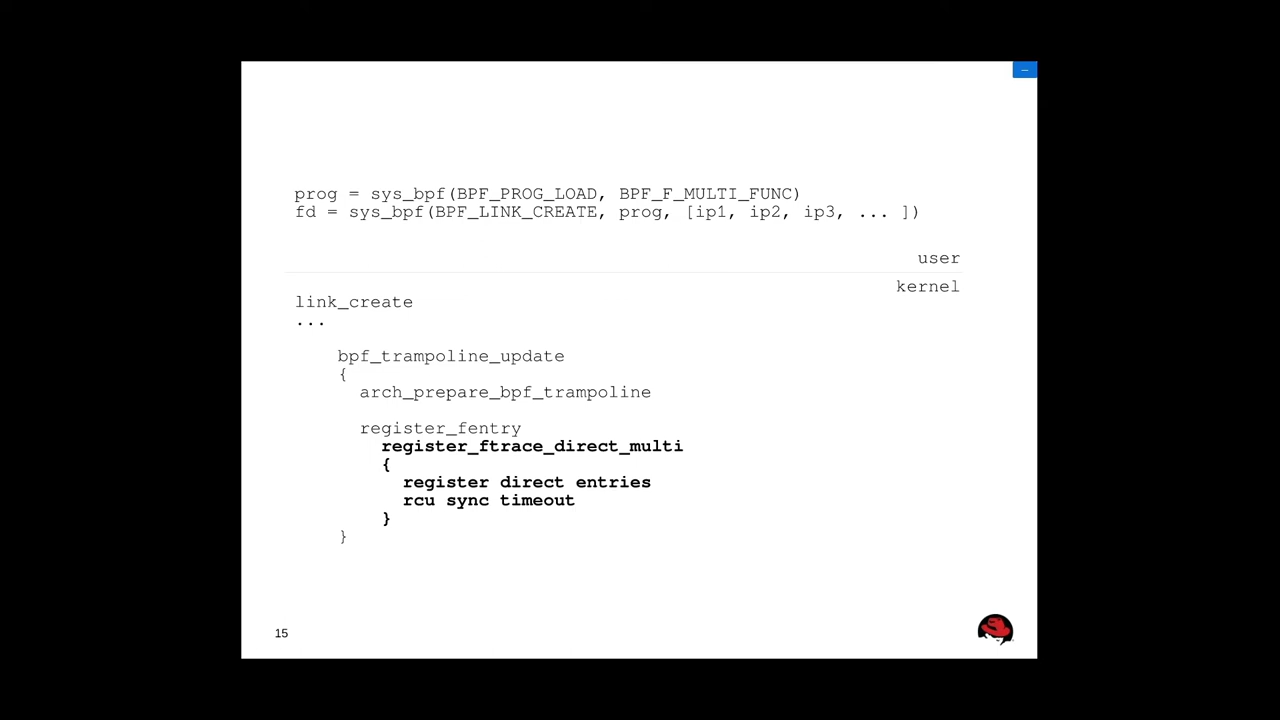 prog = sys_bpf(BPF_PROG_LOAD, BPF_F_MULTI_FUNC)
fd = sys_bpf(BPF_LINK_CREATE, prog, [ip1, ip2, ip3, ... ])
user
kernel
link_create
...
bpf_trampoline_update
{
arch_prepare_bpf_trampoline
register_fentry
register_ftrace_direct_multi
{
register direct entries
rcu sync timeout
}
}
15